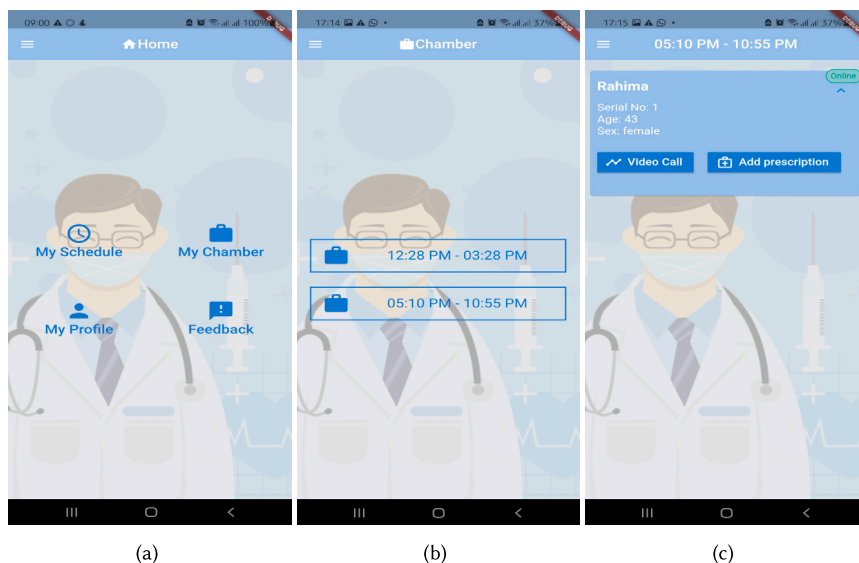 09:00
100%
Home
My Schedule
My Chamber
My Profile
Feedback
(a)
17:14
37%
Chamber
12:28 PM - 03:28 PM
05:10 PM - 10:55 PM
(b)
17:15
37%
05:10 PM - 10:55 PM
Online
Rahima
Serial No: 1
Age: 43
Sex: female
Video Call
Add prescription
(c)